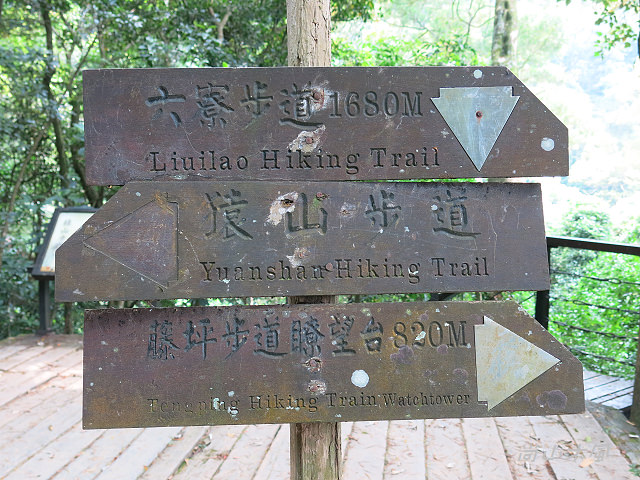 六寮步道1680M
Liuilao Hiking Trail
猿山步道
Yuanshan Hiking Trail
藤坪步道瞭望台820M
Tengping Hiking Train Watchtower